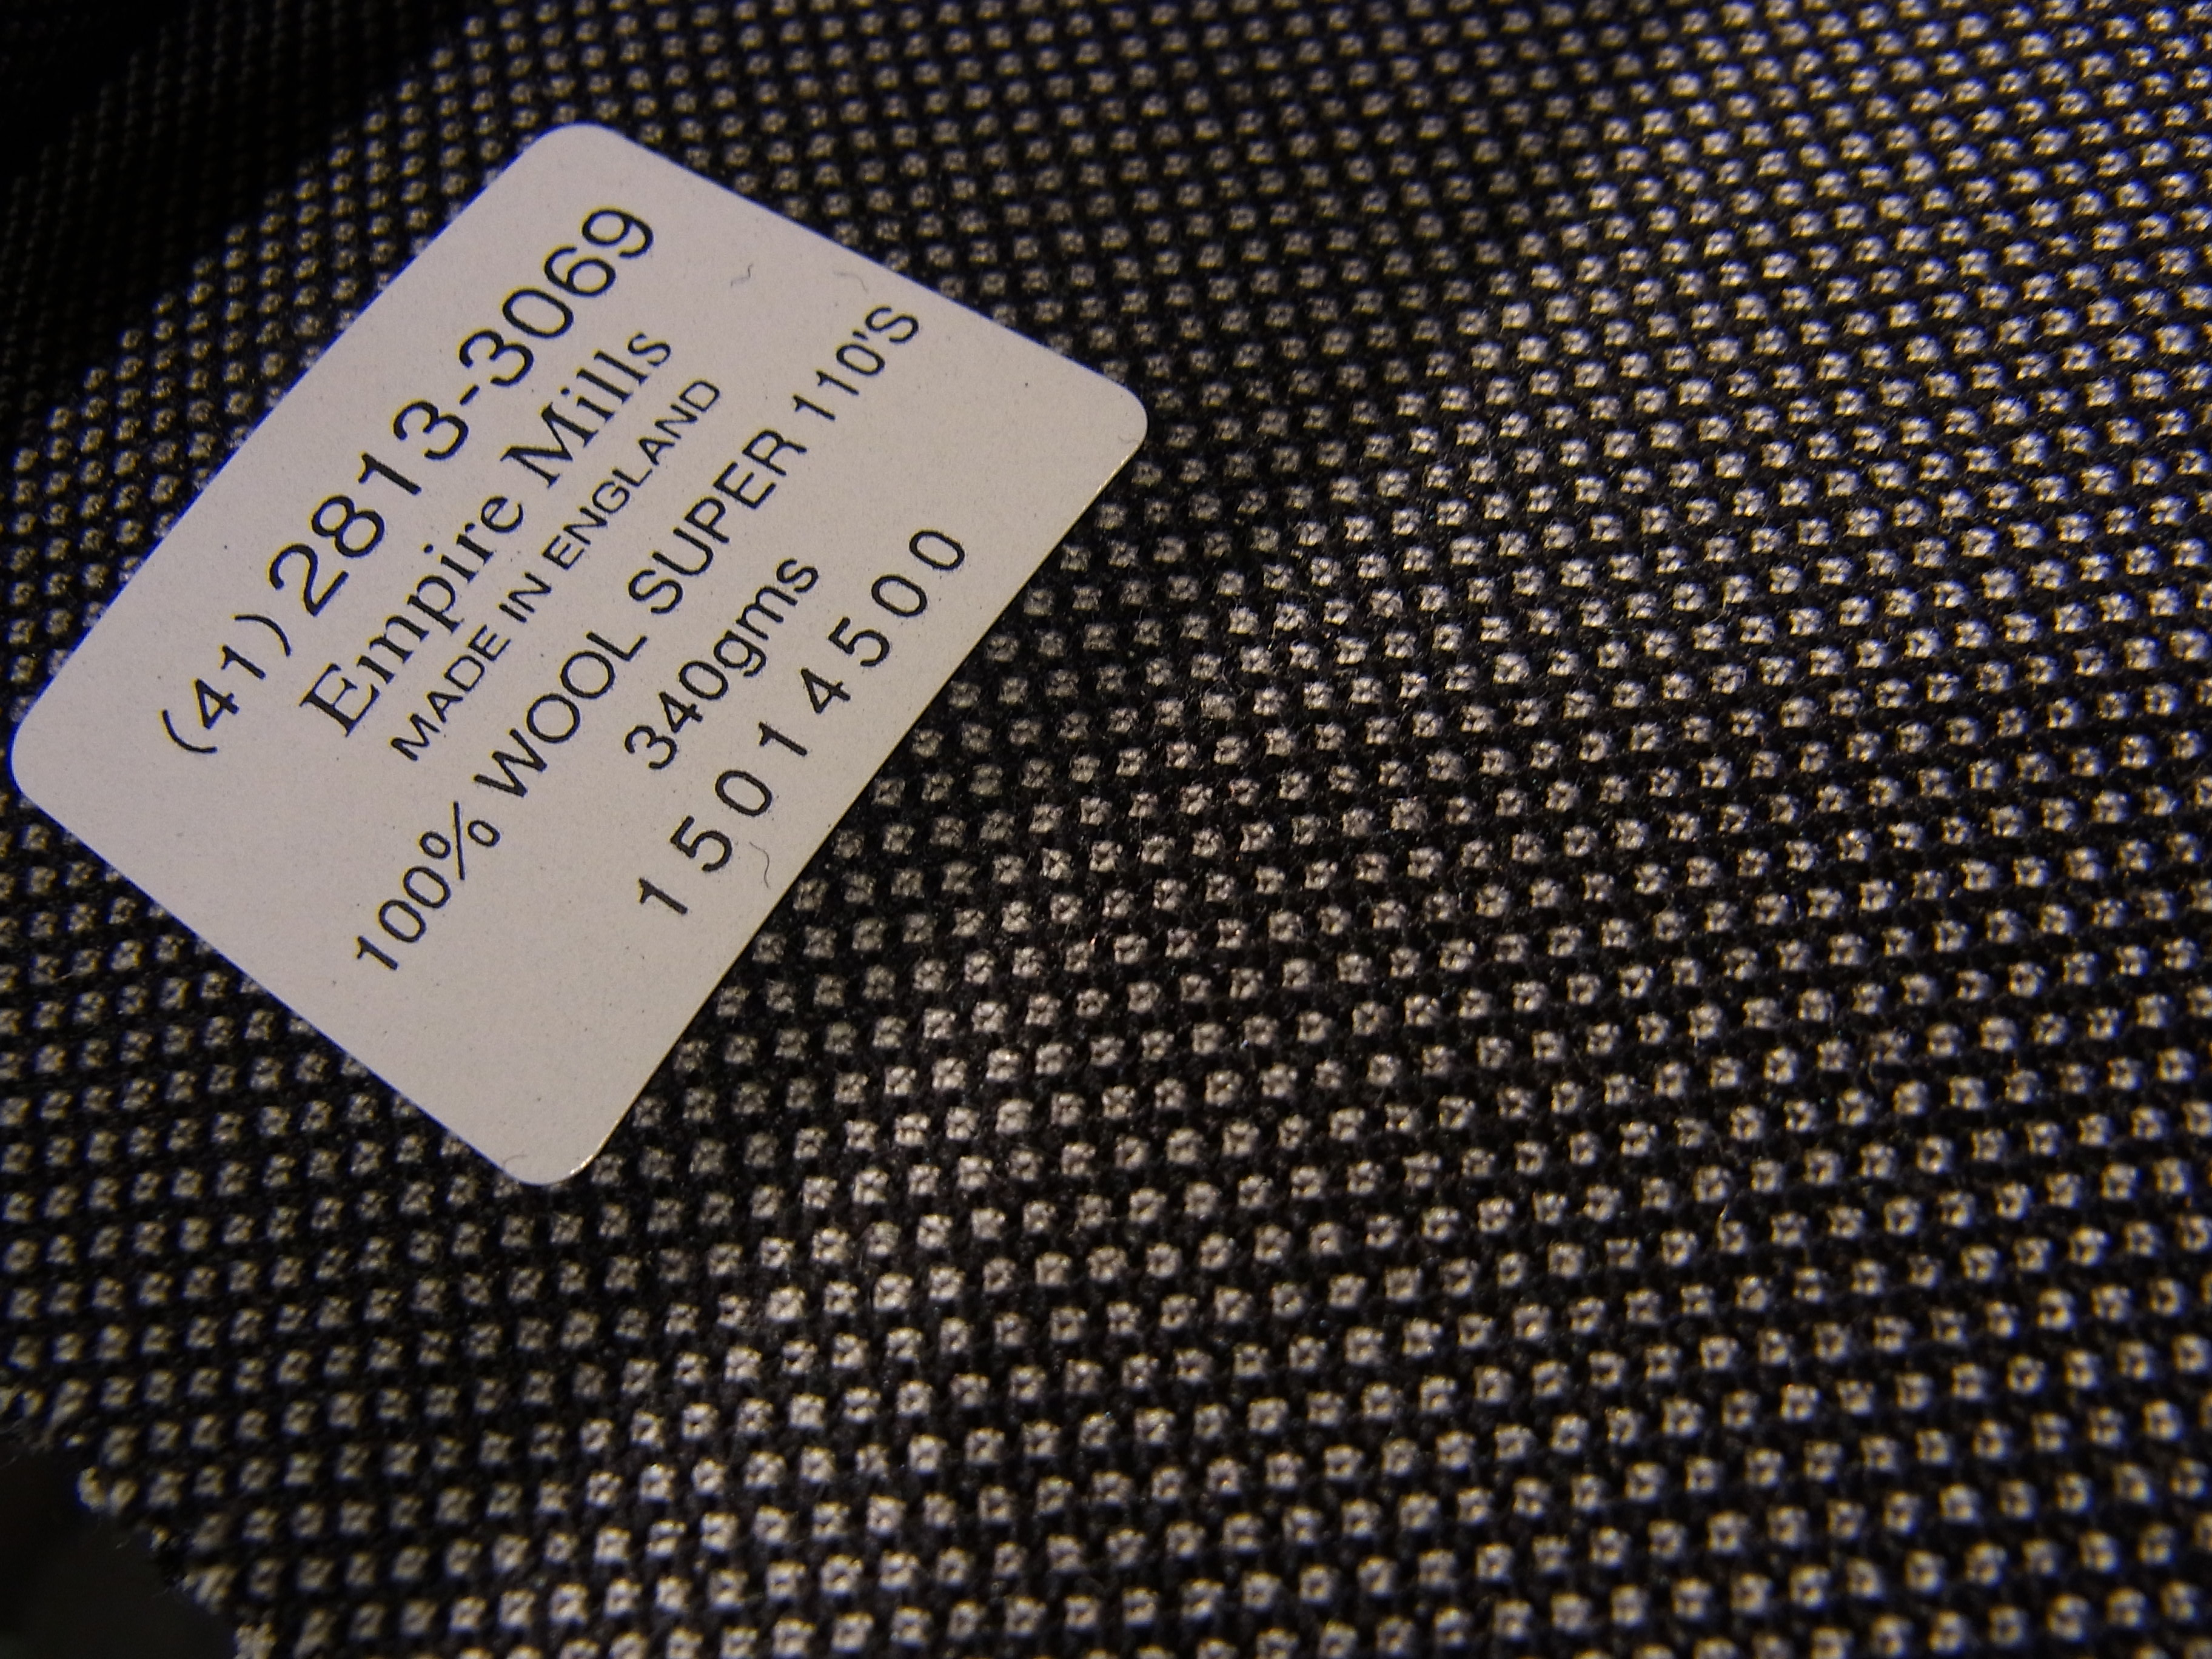 (41)2813-3069
Empire Mills
MADE IN ENGLAND
100% WOOL SUPER 110'S
340gms
15014500